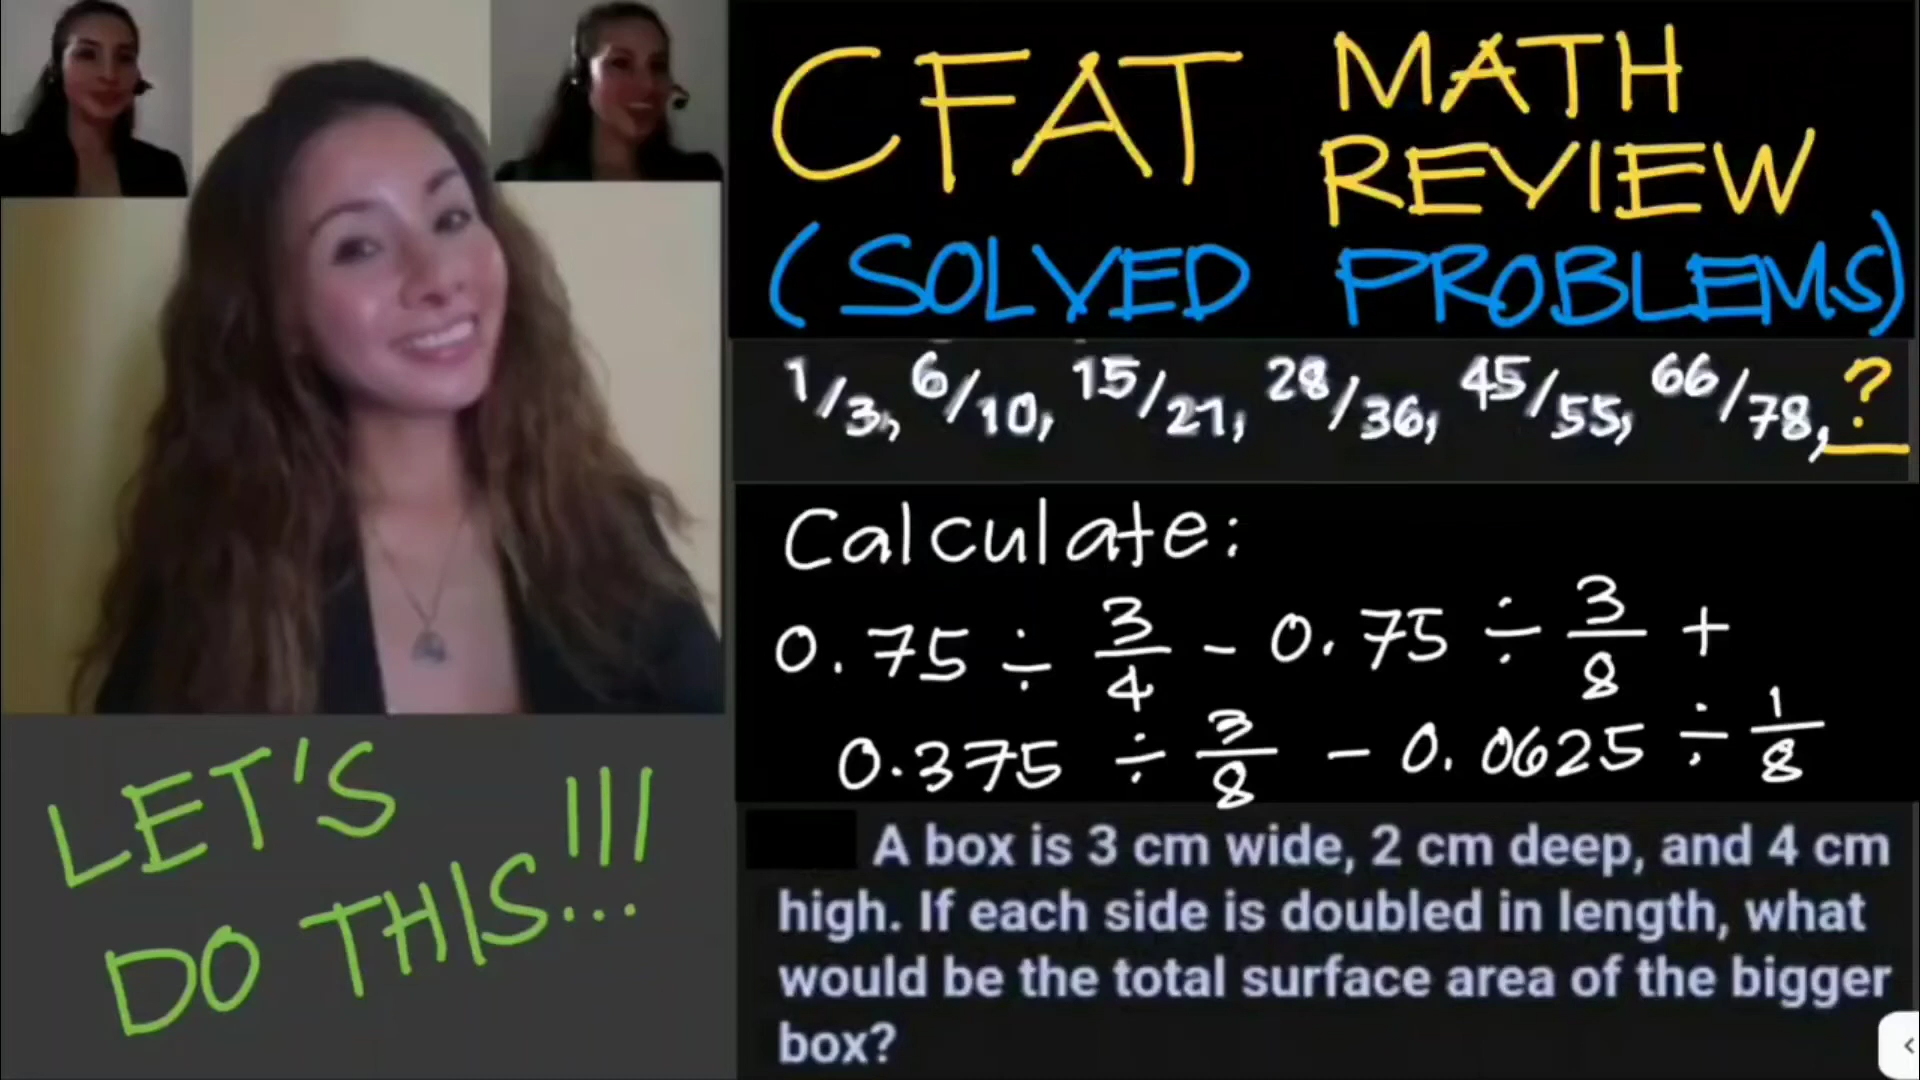 CFAT MATH REVIEW
(SOLVED PROBLEMS)
1/3, 6/10, 15/21, 28/36, 45/55, 66/78, ?
Calculate:
0.75 ÷ 3/4 - 0.75 ÷ 3/8 +
0.375 ÷ 3/8 - 0.0625 ÷ 1/8
A box is 3 cm wide, 2 cm deep, and 4 cm
high. If each side is doubled in length, what
would be the total surface area of the bigger
box?
LET'S
DO THIS...!!!